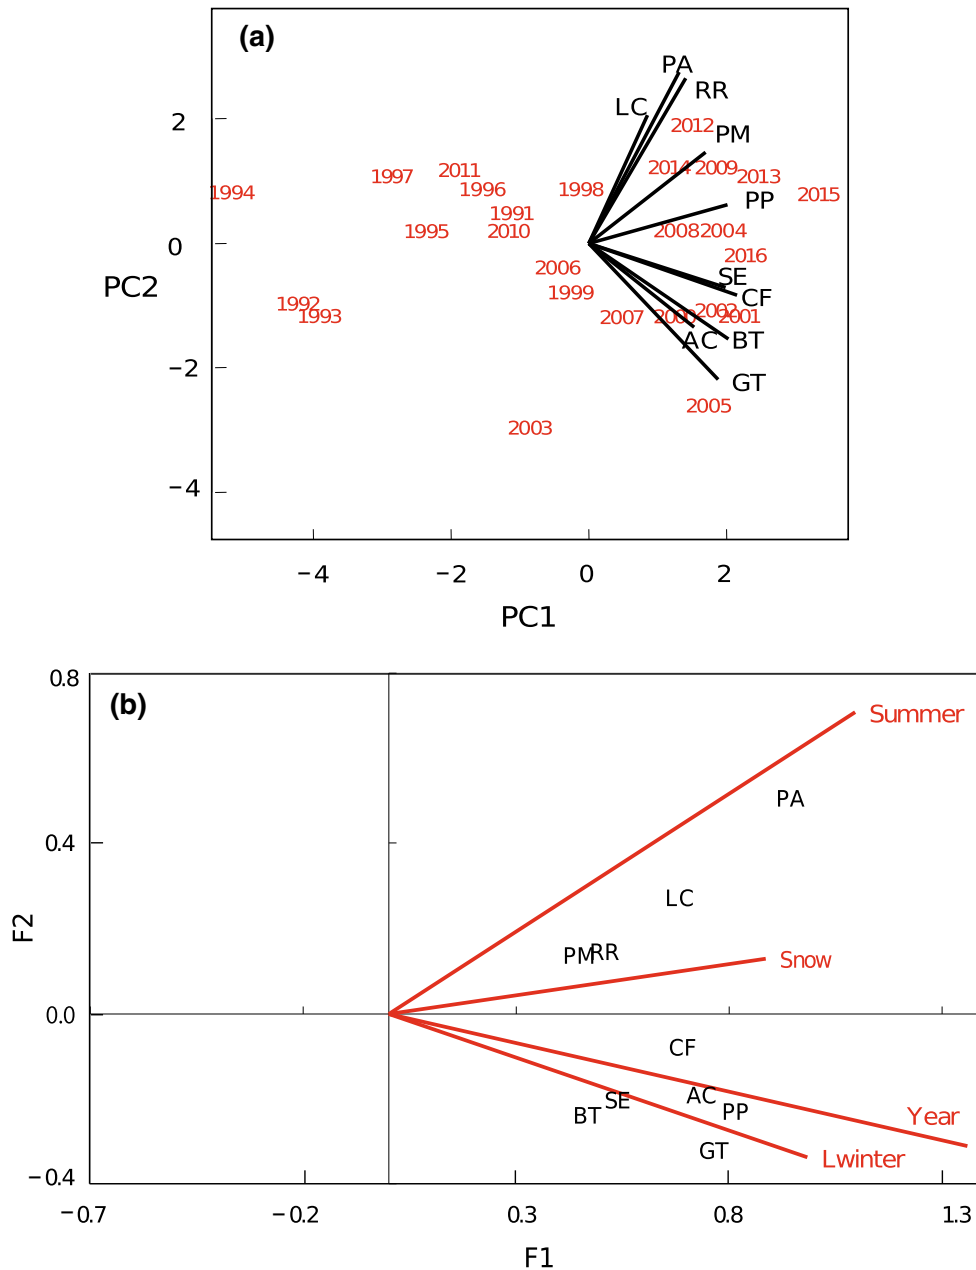 (a)
PA
RR
LC
2
2012
PM
2014 2009
2013
2011
1997
1996
1998
1994
2015
PP
1991
1995
2010
2008 2004
0
2016
2006
SE
PC2
1999
CF
1992
1993
2002
2007
2001
AC
BT
−2
GT
2005
2003
−4
−4
−2
0
2
PC1
0.8
(b)
Summer
PA
0.4
LC
F2
PM RR
Snow
0.0
CF
AC
SE
PP
BT
Year
GT
Lwinter
−0.4
−0.7
−0.2
0.3
0.8
1.3
F1